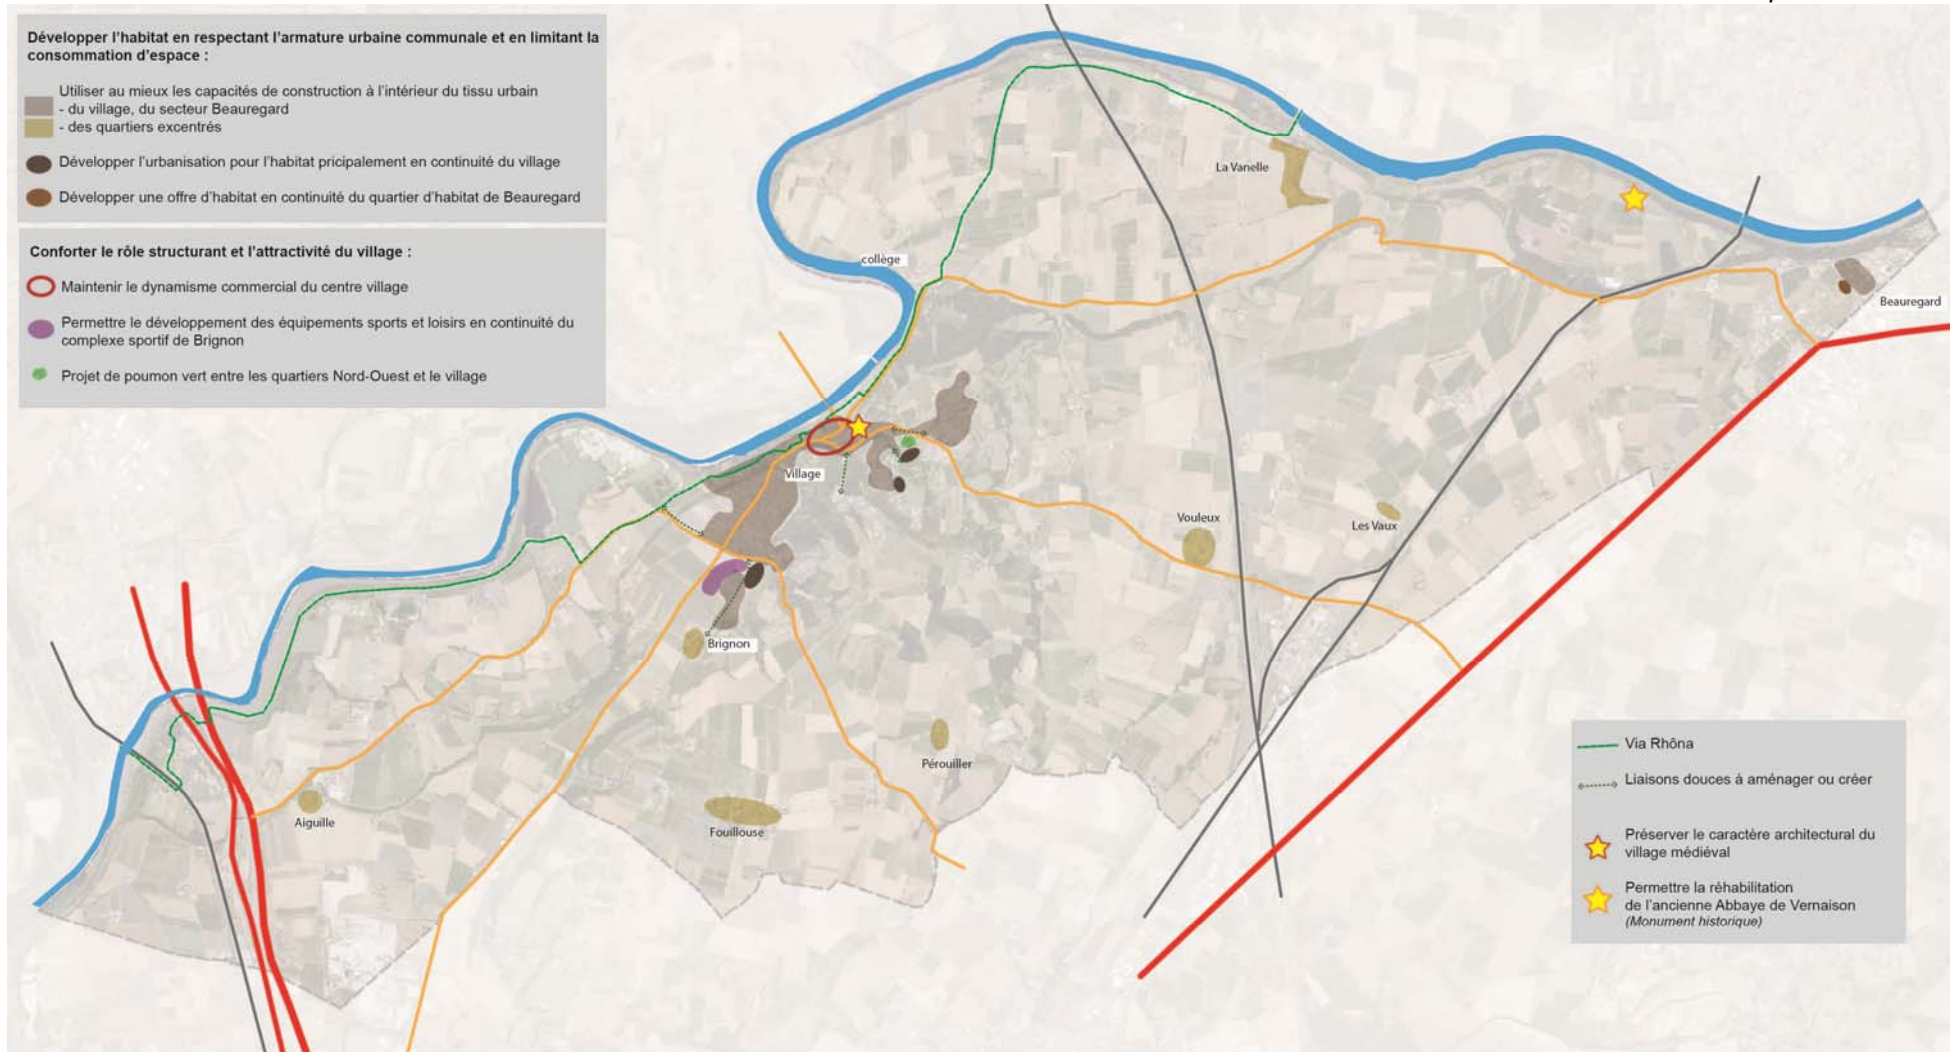 Développer l'habitat en respectant l'armature urbaine communale et en limitant la
consommation d'espace :
Utiliser au mieux les capacités de construction à l'intérieur du tissu urbain
- du village, du secteur Beauregard
- des quartiers excentrés
Développer l'urbanisation pour l'habitat pricipalement en continuité du village
Développer une offre d'habitat en continuité du quartier d'habitat de Beauregard
Conforter le rôle structurant et l'attractivité du village :
Maintenir le dynamisme commercial du centre village
Permettre le développement des équipements sports et loisirs en continuité du
complexe sportif de Brignon
Projet de poumon vert entre les quartiers Nord-Ouest et le village
La Vanelle
collège
Beauregard
Village
Vouleux
Les Vaux
Brignon
Pérouiller
Aiguille
Fouillouse
Via Rhôna
Liaisons douces à aménager ou créer
Préserver le caractère architectural du
village médiéval
Permettre la réhabilitation
de l'ancienne Abbaye de Vernaison
(Monument historique)